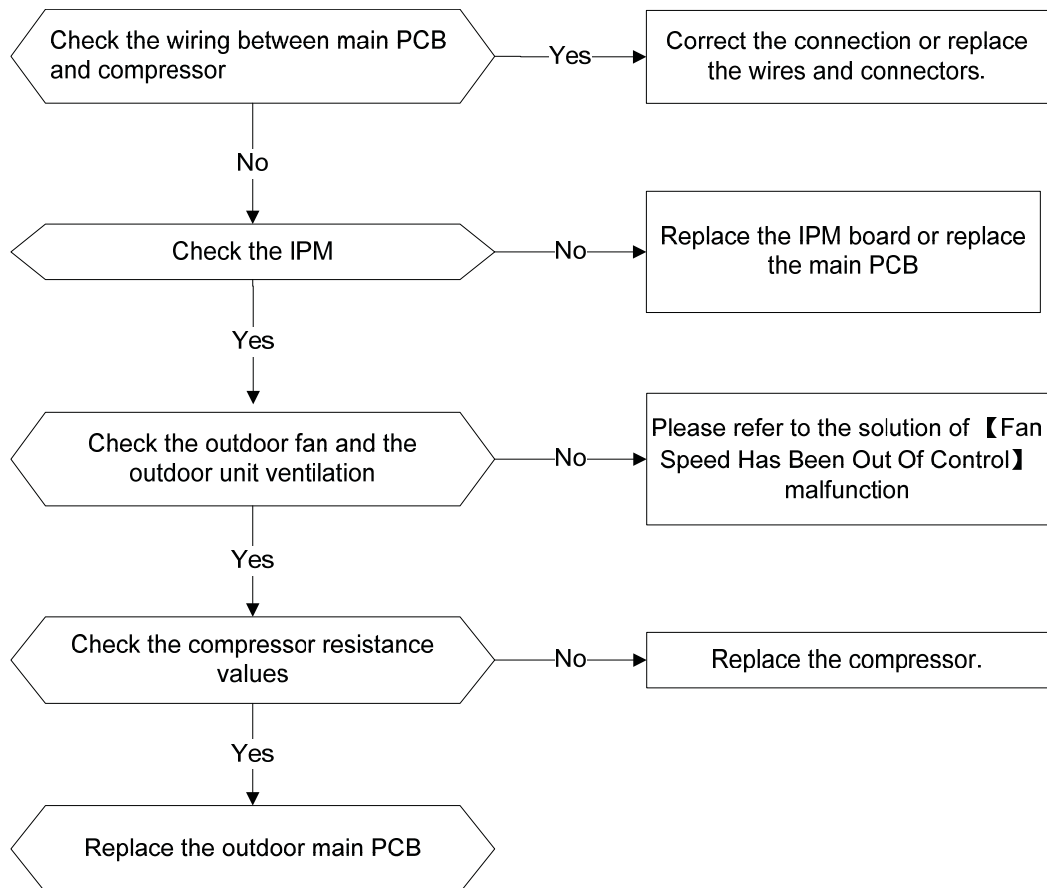 Check the wiring between main PCB
and compressor
Yes
Correct the connection or replace
the wires and connectors.
No
Check the IPM
No
Replace the IPM board or replace
the main PCB
Yes
Check the outdoor fan and the
outdoor unit ventilation
No
Please refer to the solution of 【Fan
Speed Has Been Out Of Control】
malfunction
Yes
Check the compressor resistance
values
No
Replace the compressor.
Yes
Replace the outdoor main PCB